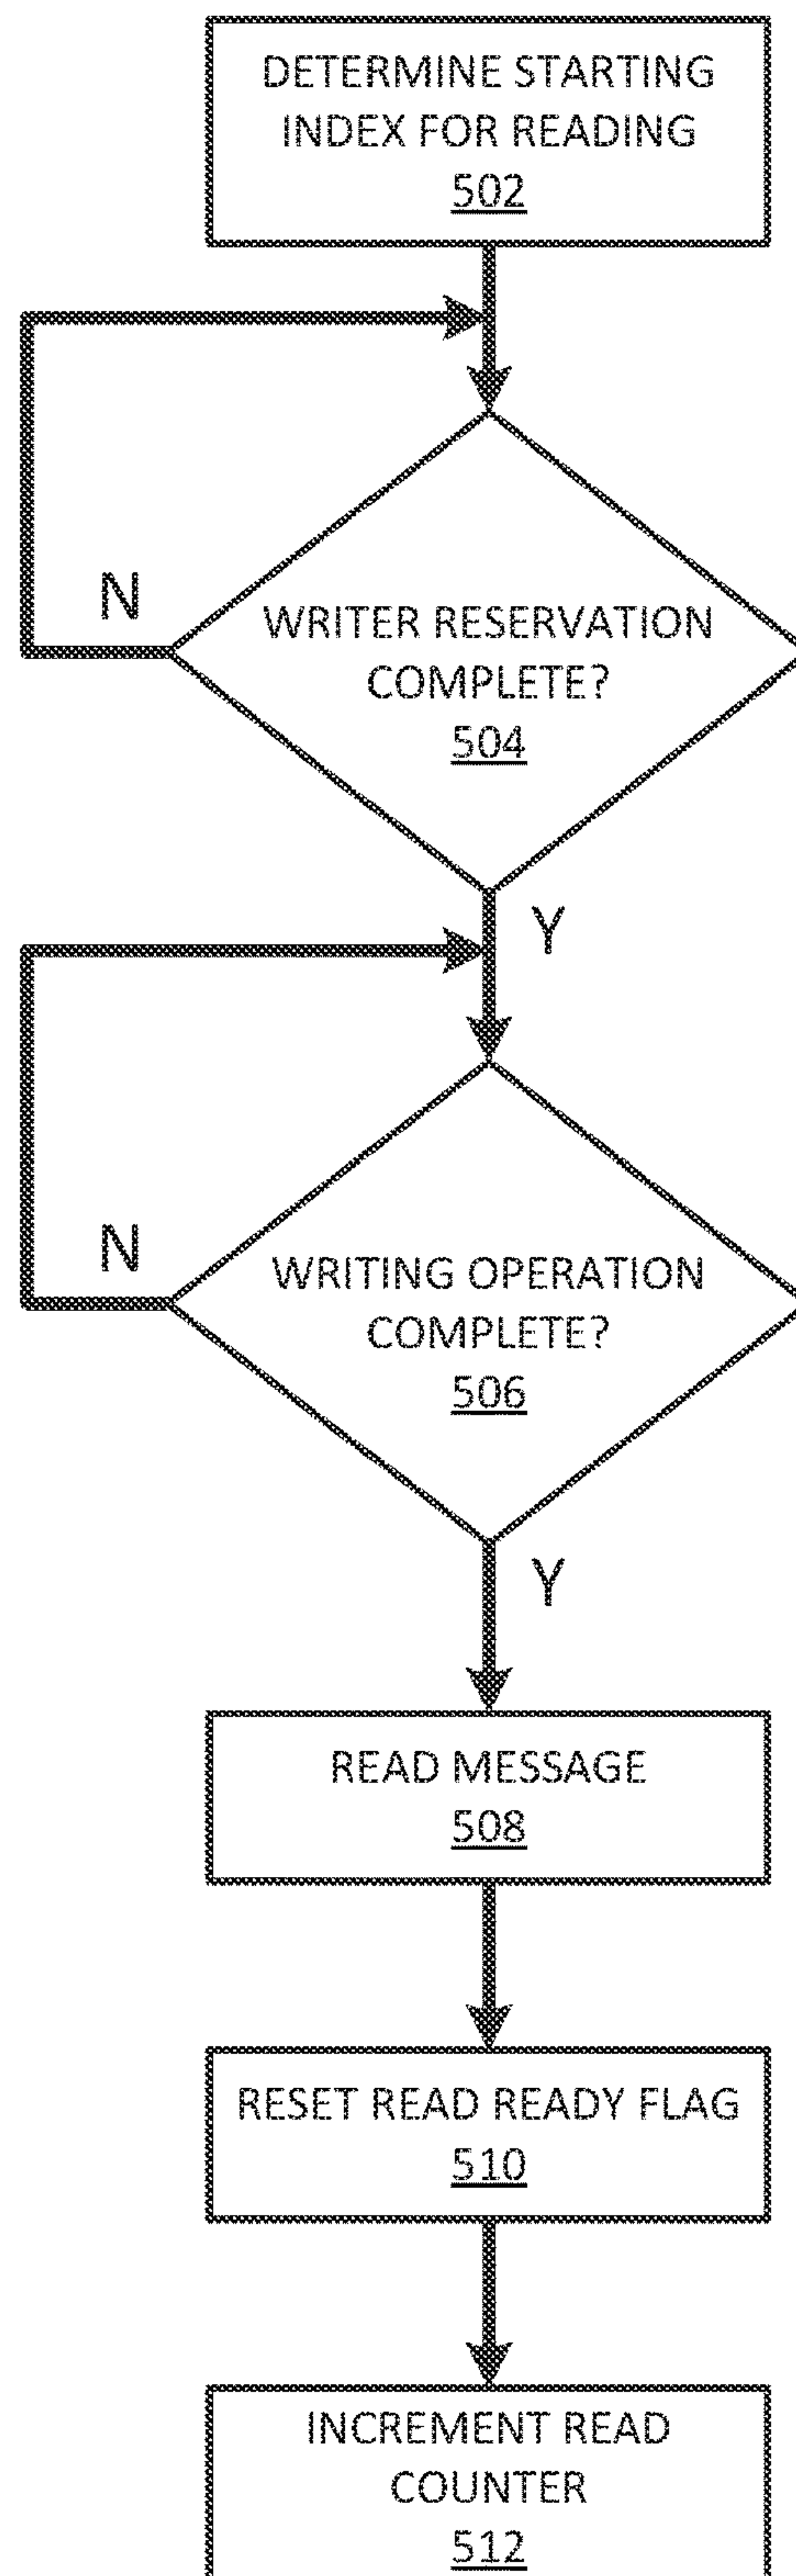 DETERMINE STARTING
INDEX FOR READING
502
N
WRITER RESERVATION
COMPLETE?
504
Y
N
WRITING OPERATION
COMPLETE?
506
Y
READ MESSAGE
508
RESET READ READY FLAG
510
INCREMENT READ
COUNTER
512